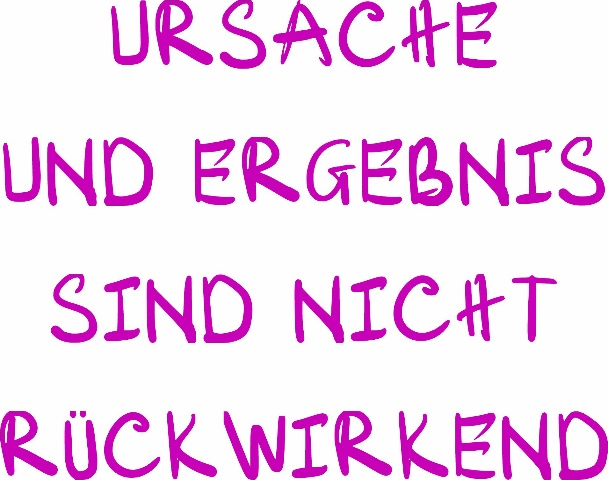 URSACHE
UND ERGEBNIS
SIND NICHT
RÜCKWIRKEND